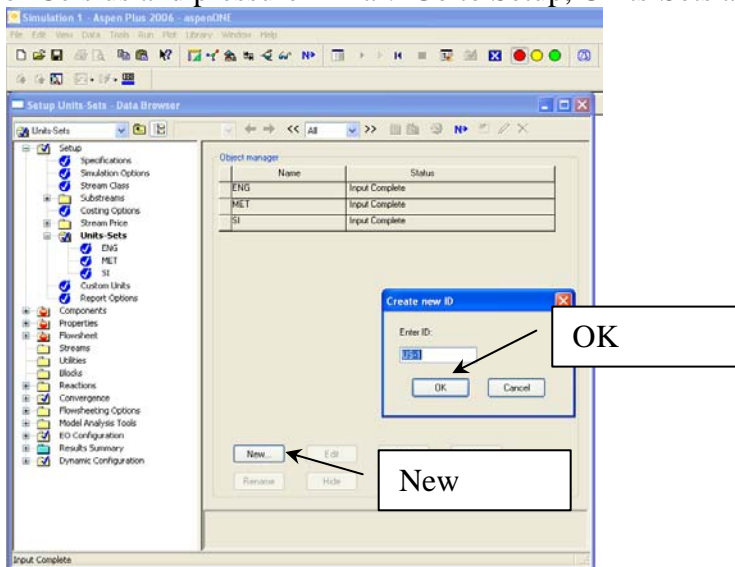 Simulation 1 - Aspen Plus 2006 - aspenONE
File Edit View Data Tools Run Plot Library Window Help
Setup Units-Sets - Data Browser
Units-Sets
All
N>
Setup
Specifications
Simulation Options
Stream Class
Substreams
Costing Options
Stream Price
Units-Sets
ENG
MET
SI
Custom Units
Report Options
Components
Properties
Flowsheet
Streams
Utilities
Blocks
Reactions
Convergence
Flowsheeting Options
Model Analysis Tools
EO Configuration
Results Summary
Dynamic Configuration
Object manager
Name Status
ENG Input Complete
MET Input Complete
SI Input Complete
Create new ID
Enter ID:
US-1
OK Cancel
OK
New... Edit
Rename Hide
New
Input Complete